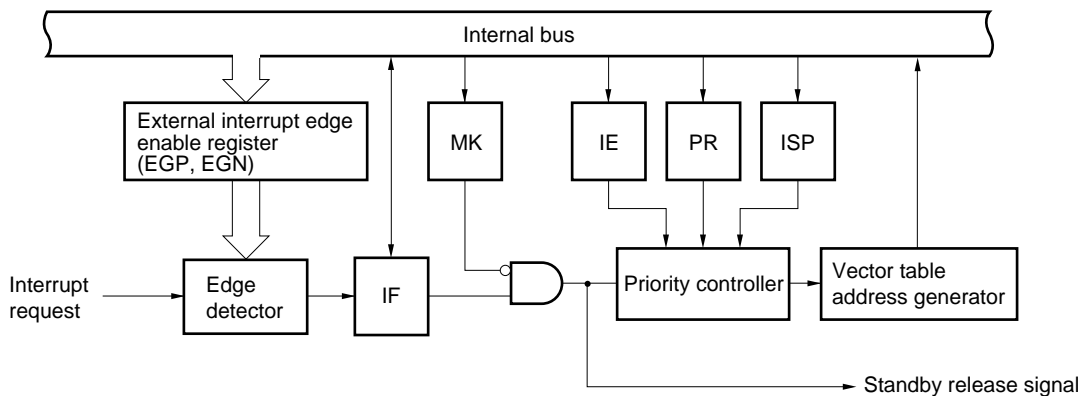 Internal bus
External interrupt edge
enable register
(EGP, EGN)
MK
IE
PR
ISP
Interrupt
request
Edge
detector
IF
Priority controller
Vector table
address generator
Standby release signal